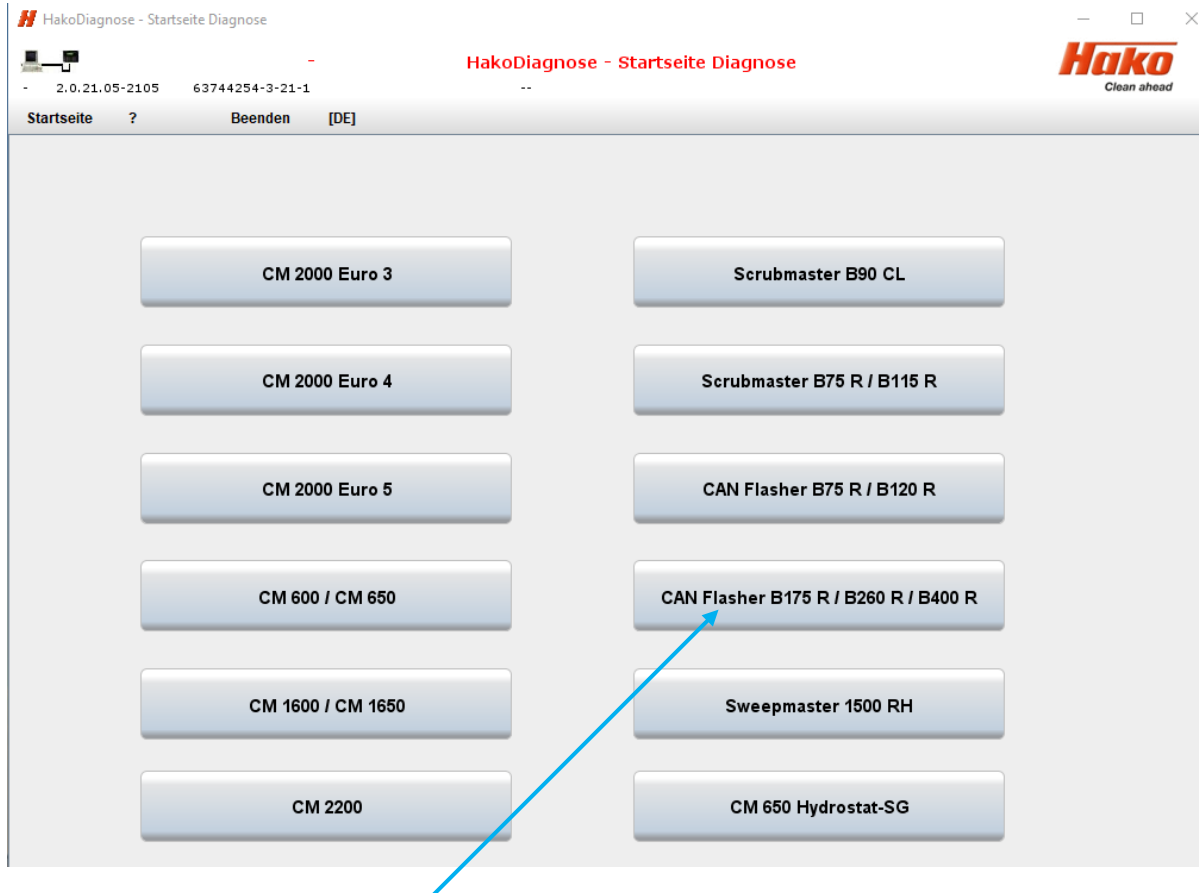 HakoDiagnose - Startseite Diagnose
- HakoDiagnose - Startseite Diagnose
Hako
Clean ahead
- 2.0.21.05-2105 63744254-3-21-1 --
Startseite ? Beenden [DE]
CM 2000 Euro 3
Scrubmaster B90 CL
CM 2000 Euro 4
Scrubmaster B75 R / B115 R
CM 2000 Euro 5
CAN Flasher B75 R / B120 R
CM 600 / CM 650
CAN Flasher B175 R / B260 R / B400 R
CM 1600 / CM 1650
Sweepmaster 1500 RH
CM 2200
CM 650 Hydrostat-SG